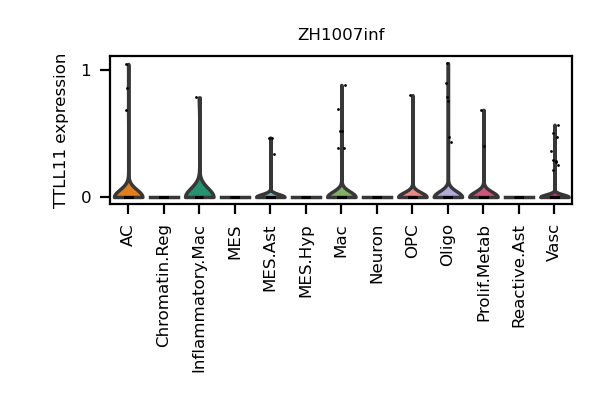 ZH1007inf
TTLL11 expression
1
0
AC
Chromatin.Reg
Inflammatory.Mac
MES
MES.Ast
MES.Hyp
Mac
Neuron
OPC
Oligo
Prolif.Metab
Reactive.Ast
Vasc